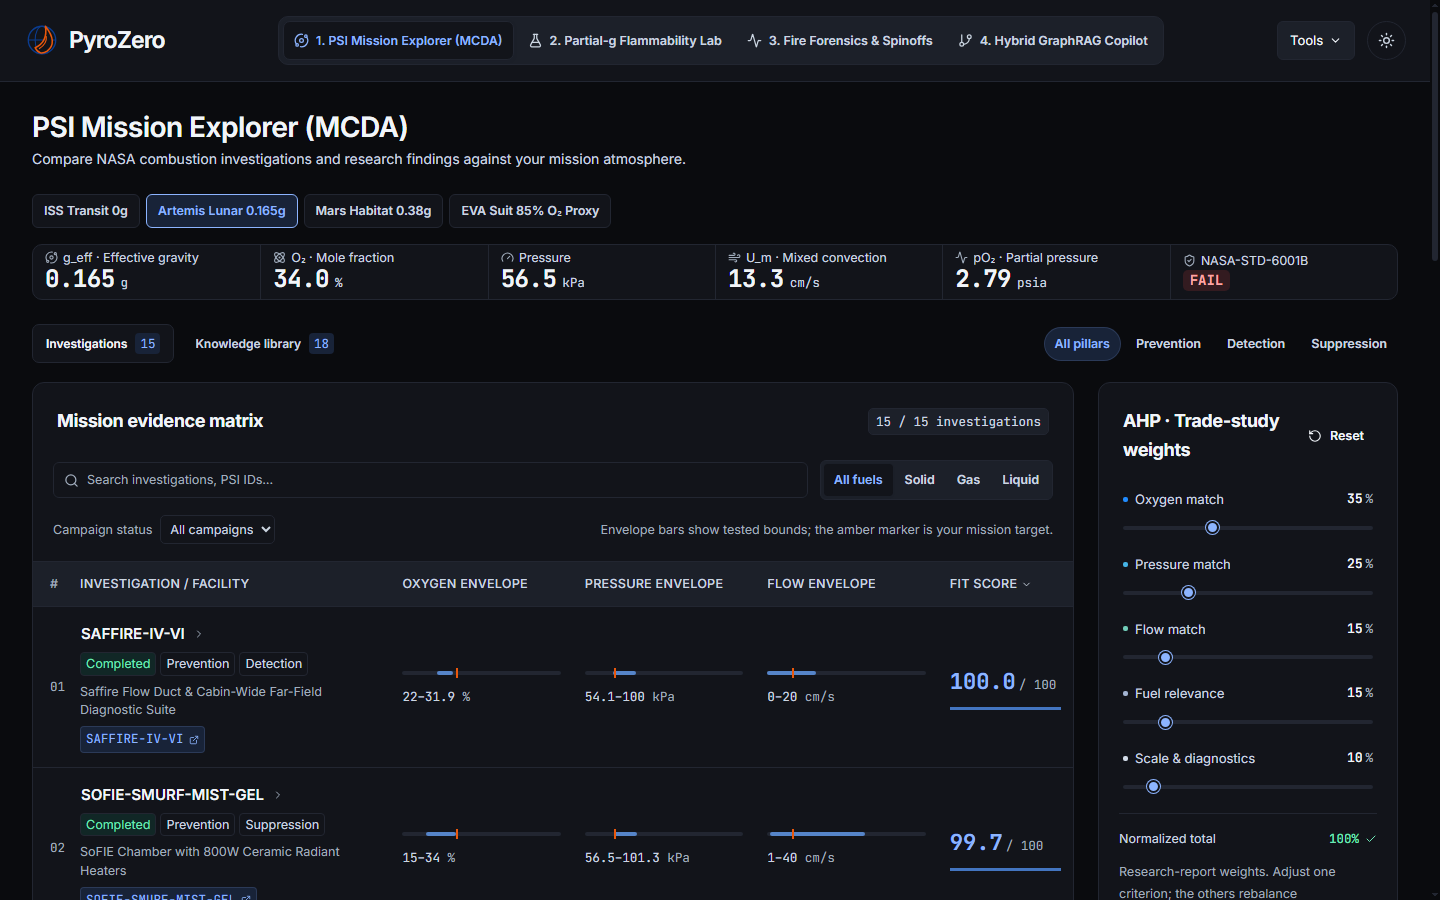 PyroZero
1. PSI Mission Explorer (MCDA)
2. Partial-g Flammability Lab
3. Fire Forensics & Spinoffs
4. Hybrid GraphRAG Copilot
Tools
PSI Mission Explorer (MCDA)
Compare NASA combustion investigations and research findings against your mission atmosphere.
ISS Transit 0g
Artemis Lunar 0.165g
Mars Habitat 0.38g
EVA Suit 85% O₂ Proxy
g_eff · Effective gravity
0.165 g
O₂ · Mole fraction
34.0 %
Pressure
56.5 kPa
U_m · Mixed convection
13.3 cm/s
pO₂ · Partial pressure
2.79 psia
NASA-STD-6001B
FAIL
Investigations 15
Knowledge library 18
All pillars
Prevention
Detection
Suppression
Mission evidence matrix
15 / 15 investigations
Search investigations, PSI IDs...
All fuels
Solid
Gas
Liquid
Campaign status
All campaigns
Envelope bars show tested bounds; the amber marker is your mission target.
# INVESTIGATION / FACILITY OXYGEN ENVELOPE PRESSURE ENVELOPE FLOW ENVELOPE FIT SCORE
01
SAFFIRE-IV-VI
Completed Prevention Detection
Saffire Flow Duct & Cabin-Wide Far-Field
Diagnostic Suite
SAFFIRE-IV-VI
22–31.9 %
54.1–100 kPa
0–20 cm/s
100.0 / 100
02
SOFIE-SMURF-MIST-GEL
Completed Prevention Suppression
SoFIE Chamber with 800W Ceramic Radiant
Heaters
SOFIE-SMURF-MIST-GEL
15–34 %
56.5–101.3 kPa
1–40 cm/s
99.7 / 100
AHP · Trade-study
weights
Reset
Oxygen match 35 %
Pressure match 25 %
Flow match 15 %
Fuel relevance 15 %
Scale & diagnostics 10 %
Normalized total 100%
Research-report weights. Adjust one
criterion; the others rebalance